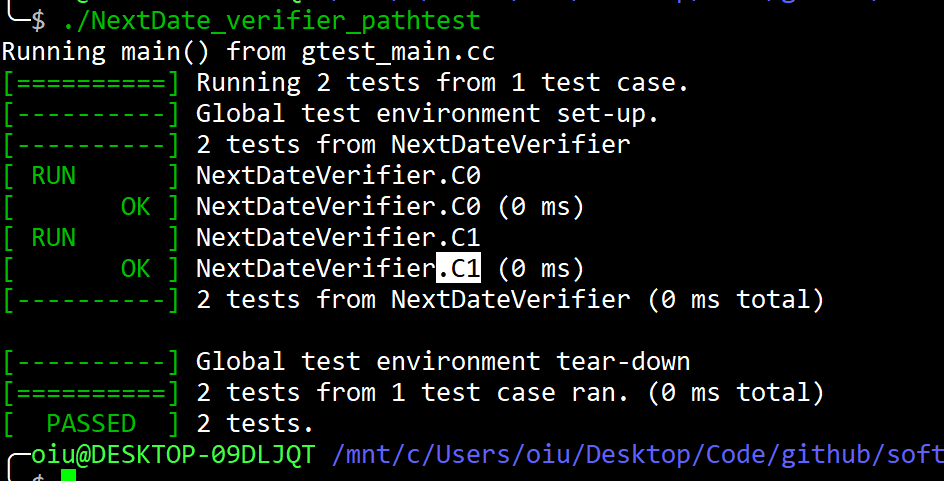 ╰─$ ./NextDate_verifier_pathtest
Running main() from gtest_main.cc
[==========] Running 2 tests from 1 test case.
[----------] Global test environment set-up.
[----------] 2 tests from NextDateVerifier
[ RUN      ] NextDateVerifier.C0
[       OK ] NextDateVerifier.C0 (0 ms)
[ RUN      ] NextDateVerifier.C1
[       OK ] NextDateVerifier.C1 (0 ms)
[----------] 2 tests from NextDateVerifier (0 ms total)
[----------] Global test environment tear-down
[==========] 2 tests from 1 test case ran. (0 ms total)
[  PASSED  ] 2 tests.
╭─oiu@DESKTOP-09DLJQT /mnt/c/Users/oiu/Desktop/Code/github/soft
╰─$